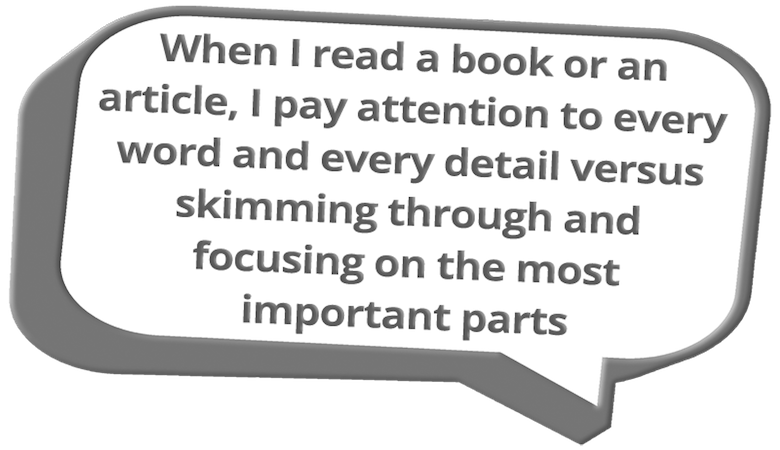 When I read a book or an
article, I pay attention to every
word and every detail versus
skimming through and
focusing on the most
important parts